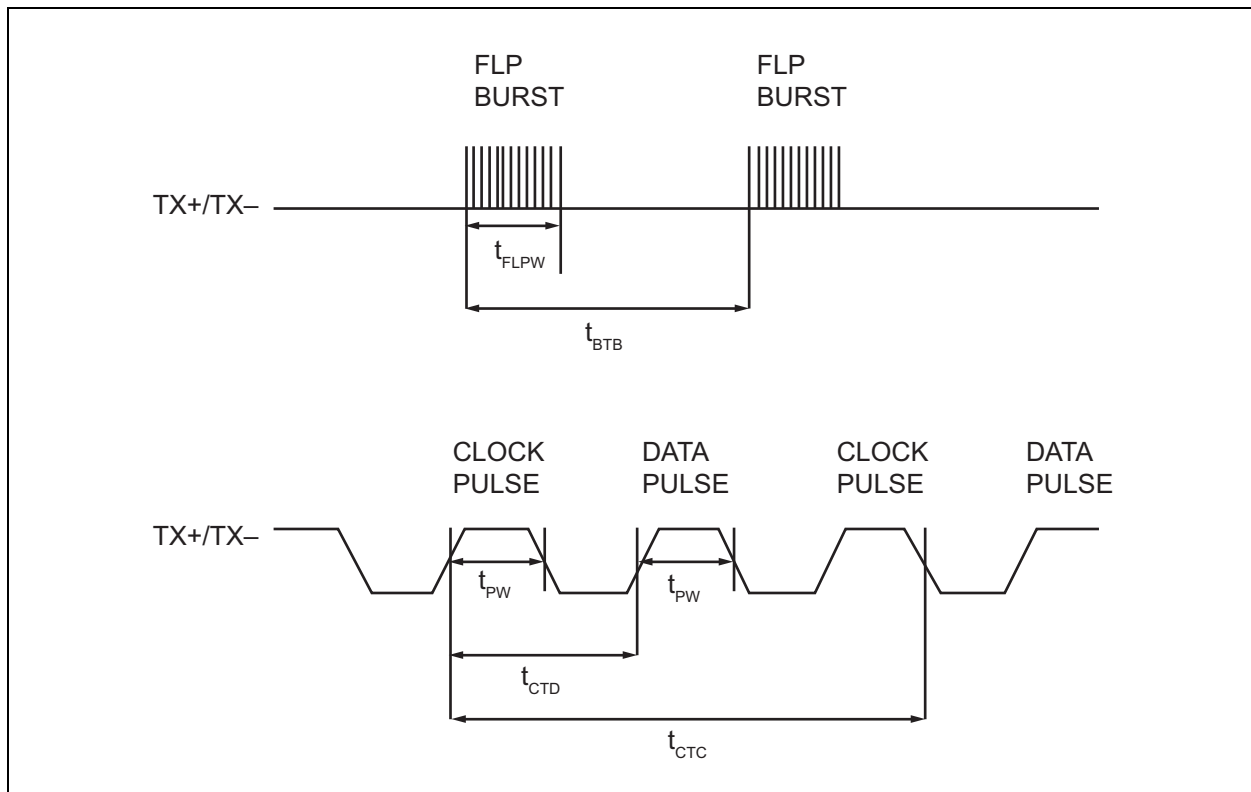 FLP
BURST
FLP
BURST
TX+/TX–
tFLPW
tBTB
CLOCK
PULSE
DATA
PULSE
CLOCK
PULSE
DATA
PULSE
TX+/TX–
tPW
tPW
tCTD
tCTC